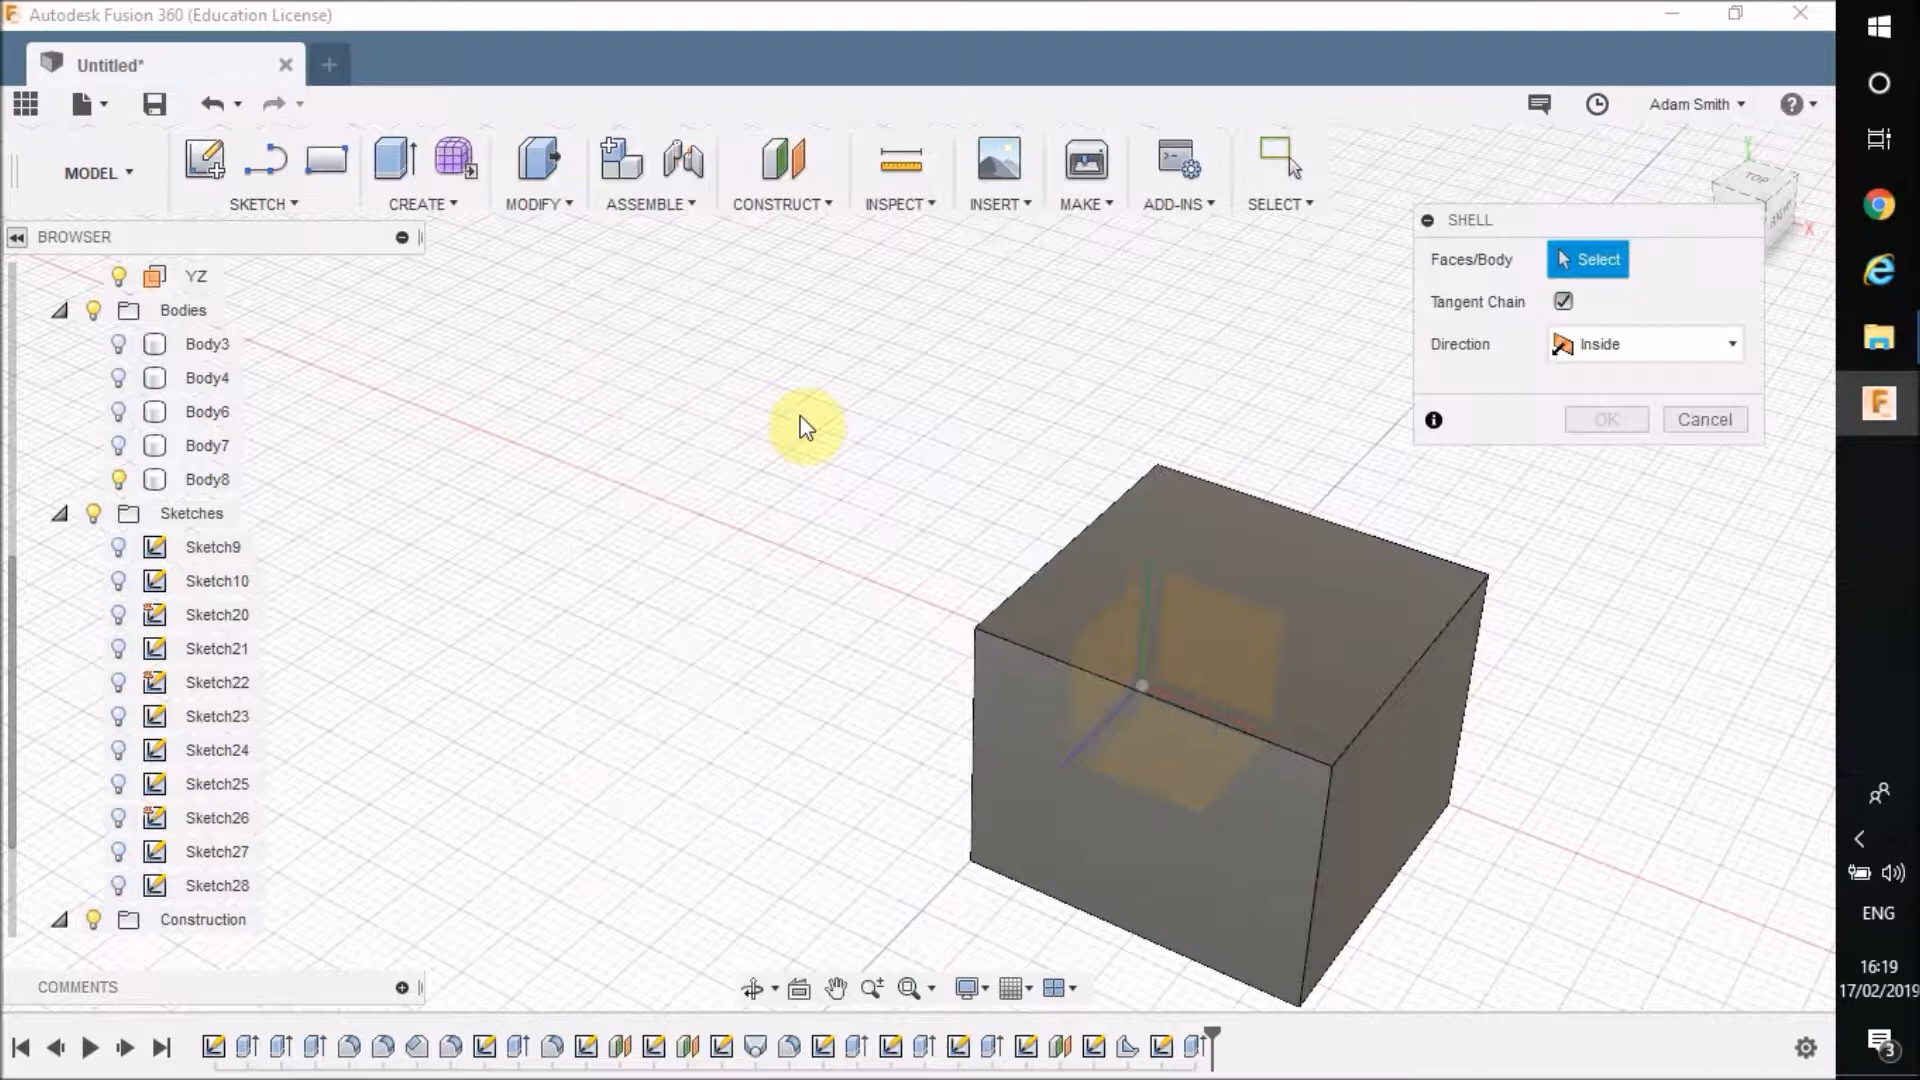 Autodesk Fusion 360 (Education License)
Untitled*
Adam Smith
MODEL
SKETCH
CREATE
MODIFY
ASSEMBLE
CONSTRUCT
INSPECT
INSERT
MAKE
ADD-INS
SELECT
TOP
X
BROWSER
YZ
Bodies
Body3
Body4
Body6
Body7
Body8
Sketches
Sketch9
Sketch10
Sketch20
Sketch21
Sketch22
Sketch23
Sketch24
Sketch25
Sketch26
Sketch27
Sketch28
Construction
COMMENTS
SHELL
Faces/Body
Select
Tangent Chain
Direction
Inside
OK
Cancel
ENG
16:19
17/02/2019
3